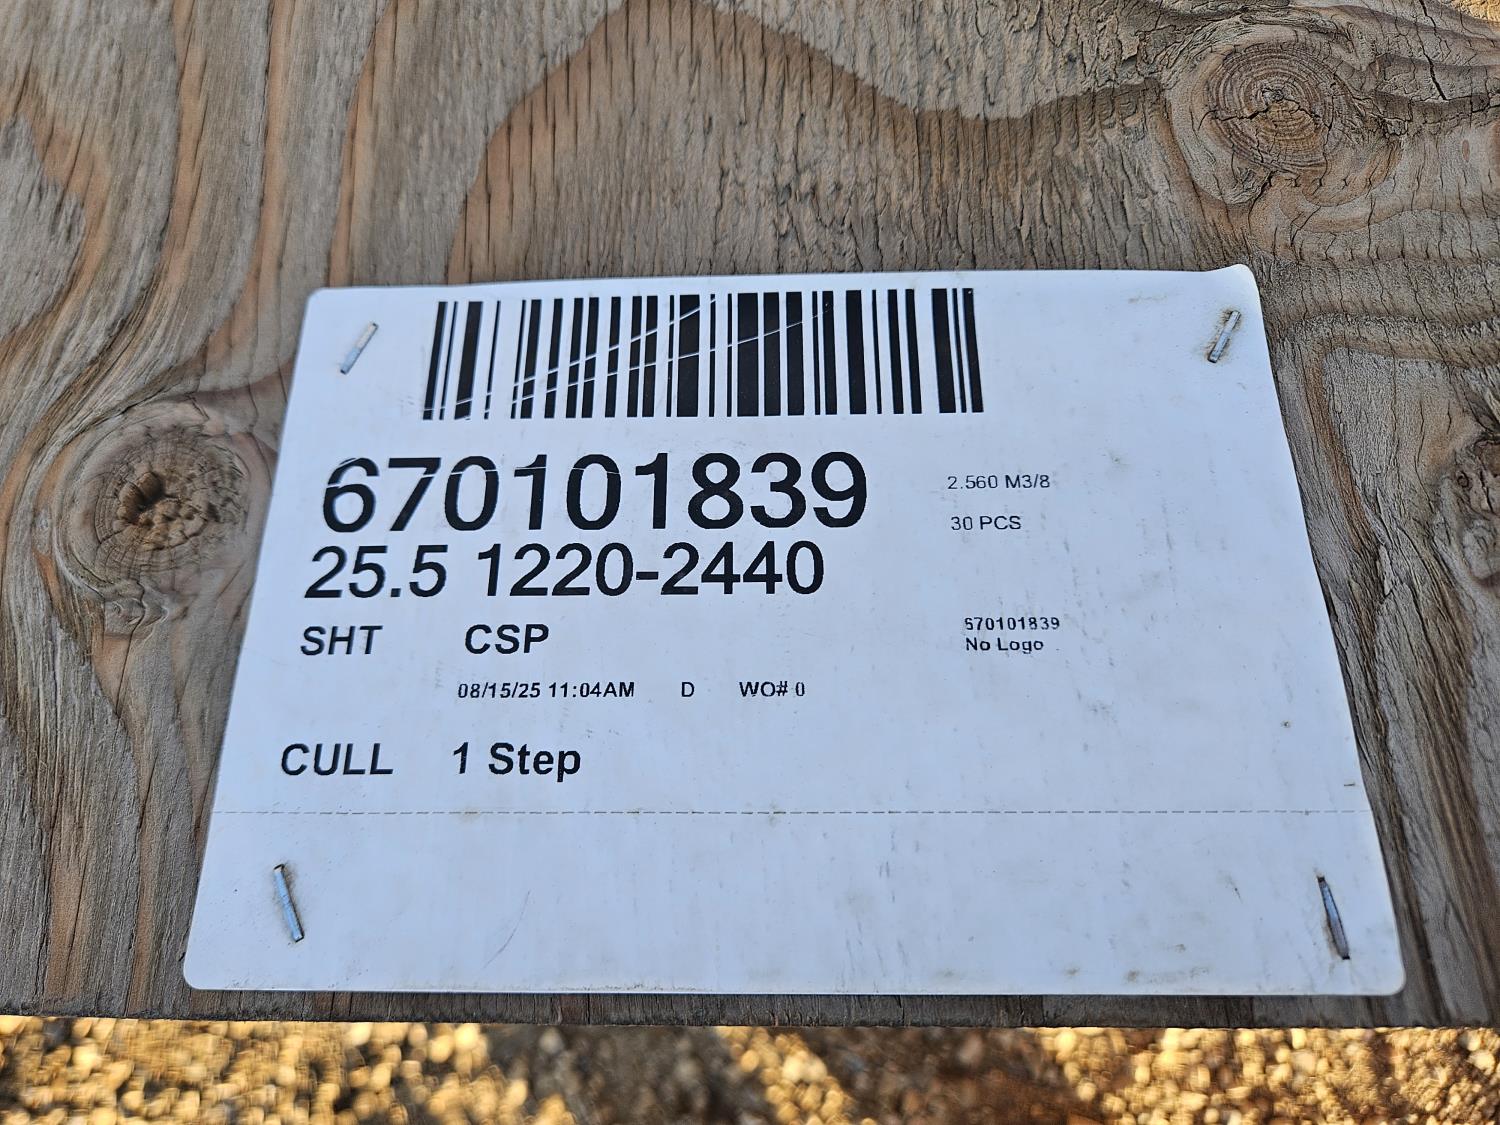 670101839
25.5 1220-2440
SHT CSP
08/15/25 11:04AM D WO# 0
CULL 1 Step
2.560 M3/8
30 PCS
670101839
No Logo